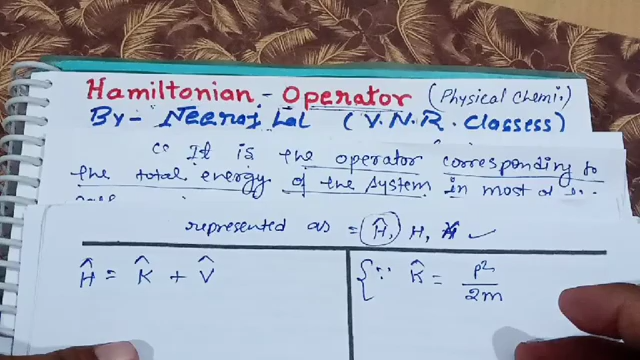 Hamiltonian - Operator (Physical Chemi.)
By - Neeraj Lal (V.N.R. Classess)
" It is the operator corresponding to
the total energy of the system in most of
represented as = Ĥ, H,
Ĥ = K̂ + V̂
{∵ K̂ = p²/2m